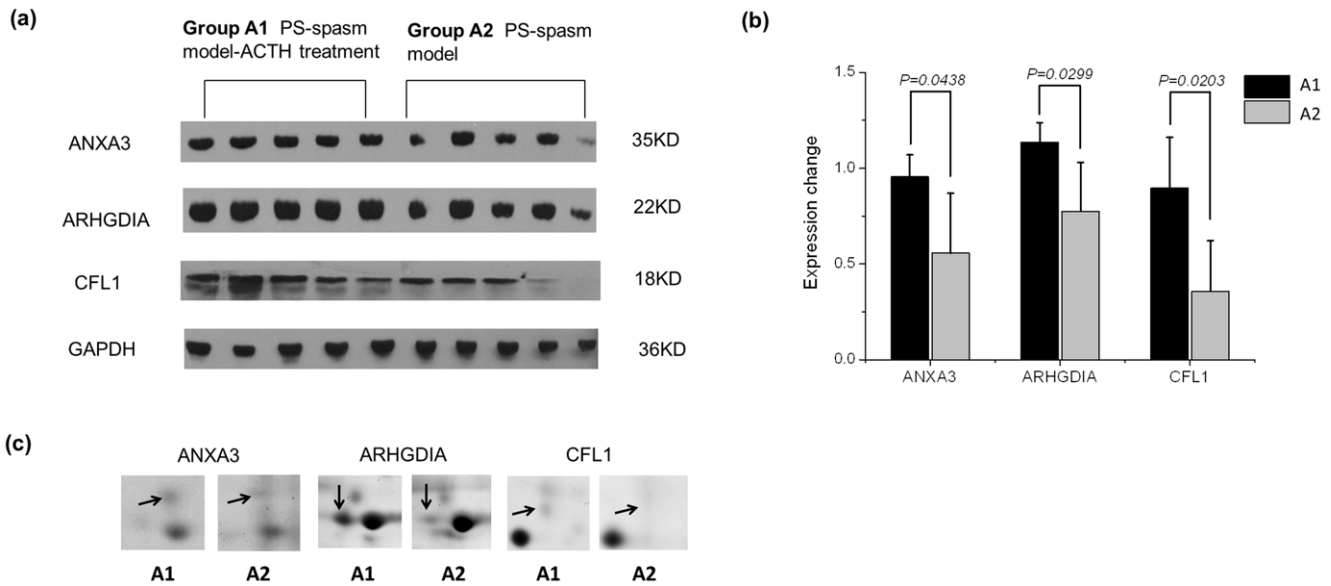 (a)
Group A1 PS-spasm
model-ACTH treatment
Group A2 PS-spasm
model
ANXA3
35KD
ARHGDIA
22KD
CFL1
18KD
GAPDH
36KD
(b)
P=0.0438
P=0.0299
P=0.0203
A1
A2
Expression change
1.5
1.0
0.5
0.0
ANXA3
ARHGDIA
CFL1
(c)
ANXA3
ARHGDIA
CFL1
A1
A2
A1
A2
A1
A2